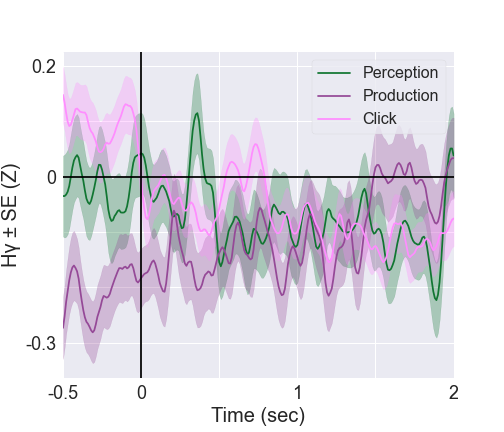 0.2
Perception
Production
Click
0
Hγ ± SE (Z)
-0.3
-0.5
0
1
2
Time (sec)